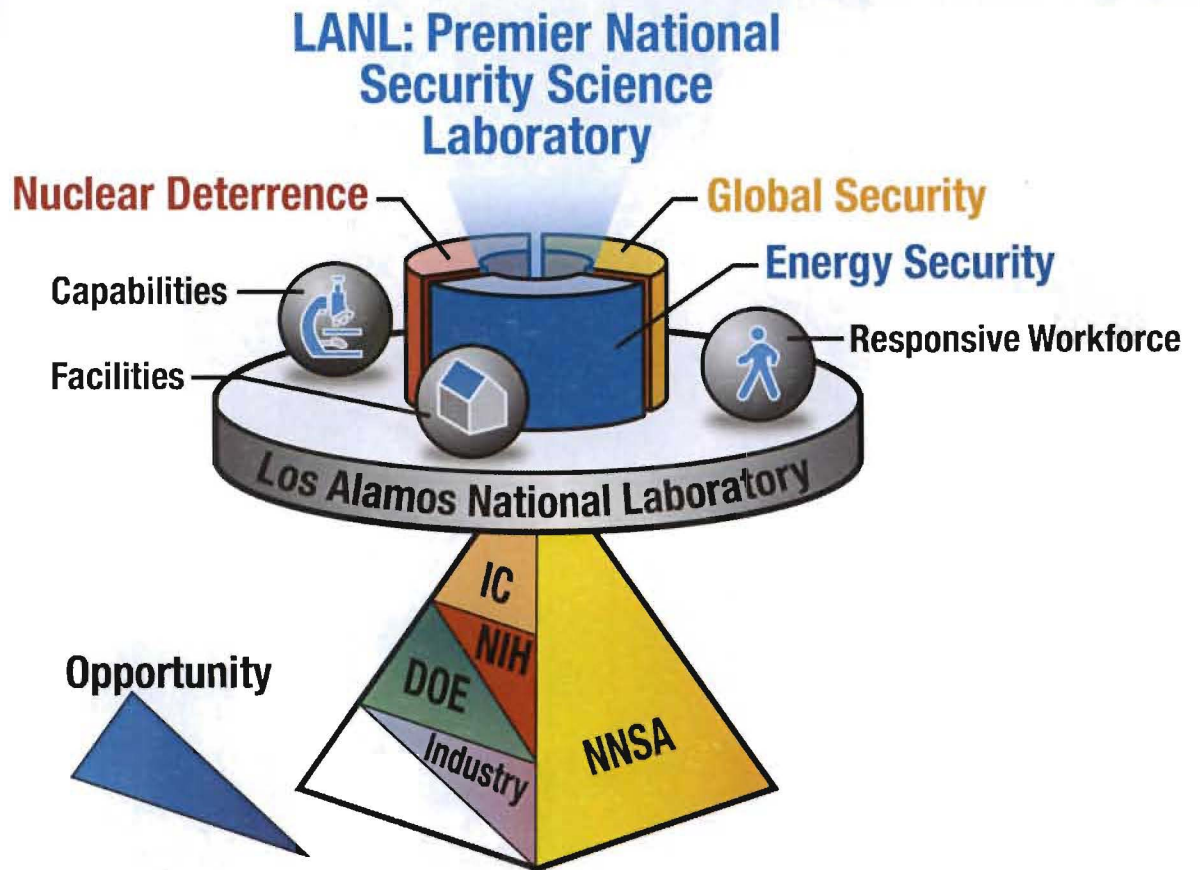 LANL: Premier National
Security Science
Laboratory
Nuclear Deterrence
Global Security
Energy Security
Capabilities
Responsive Workforce
Facilities
Los Alamos National Laboratory
IC
NIH
Opportunity
DOE
Industry
NNSA